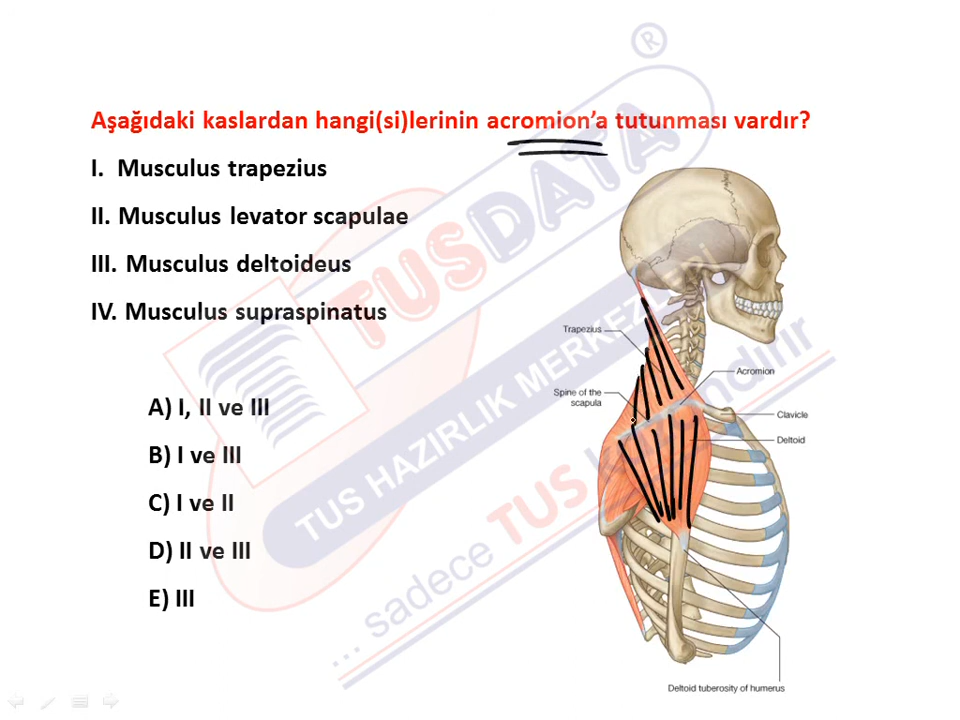 Aşağıdaki kaslardan hangi(si)lerinin acromion’a tutunması vardır?
I. Musculus trapezius
II. Musculus levator scapulae
III. Musculus deltoideus
IV. Musculus supraspinatus
A) I, II ve III
B) I ve III
C) I ve II
D) II ve III
E) III
Trapezius
Acromion
Spine of the
scapula
Clavicle
Deltoid
Deltoid tuberosity of humerus
TUSDATA ®
TUS HAZIRLIK MERKEZLERİ
... sadece TUS